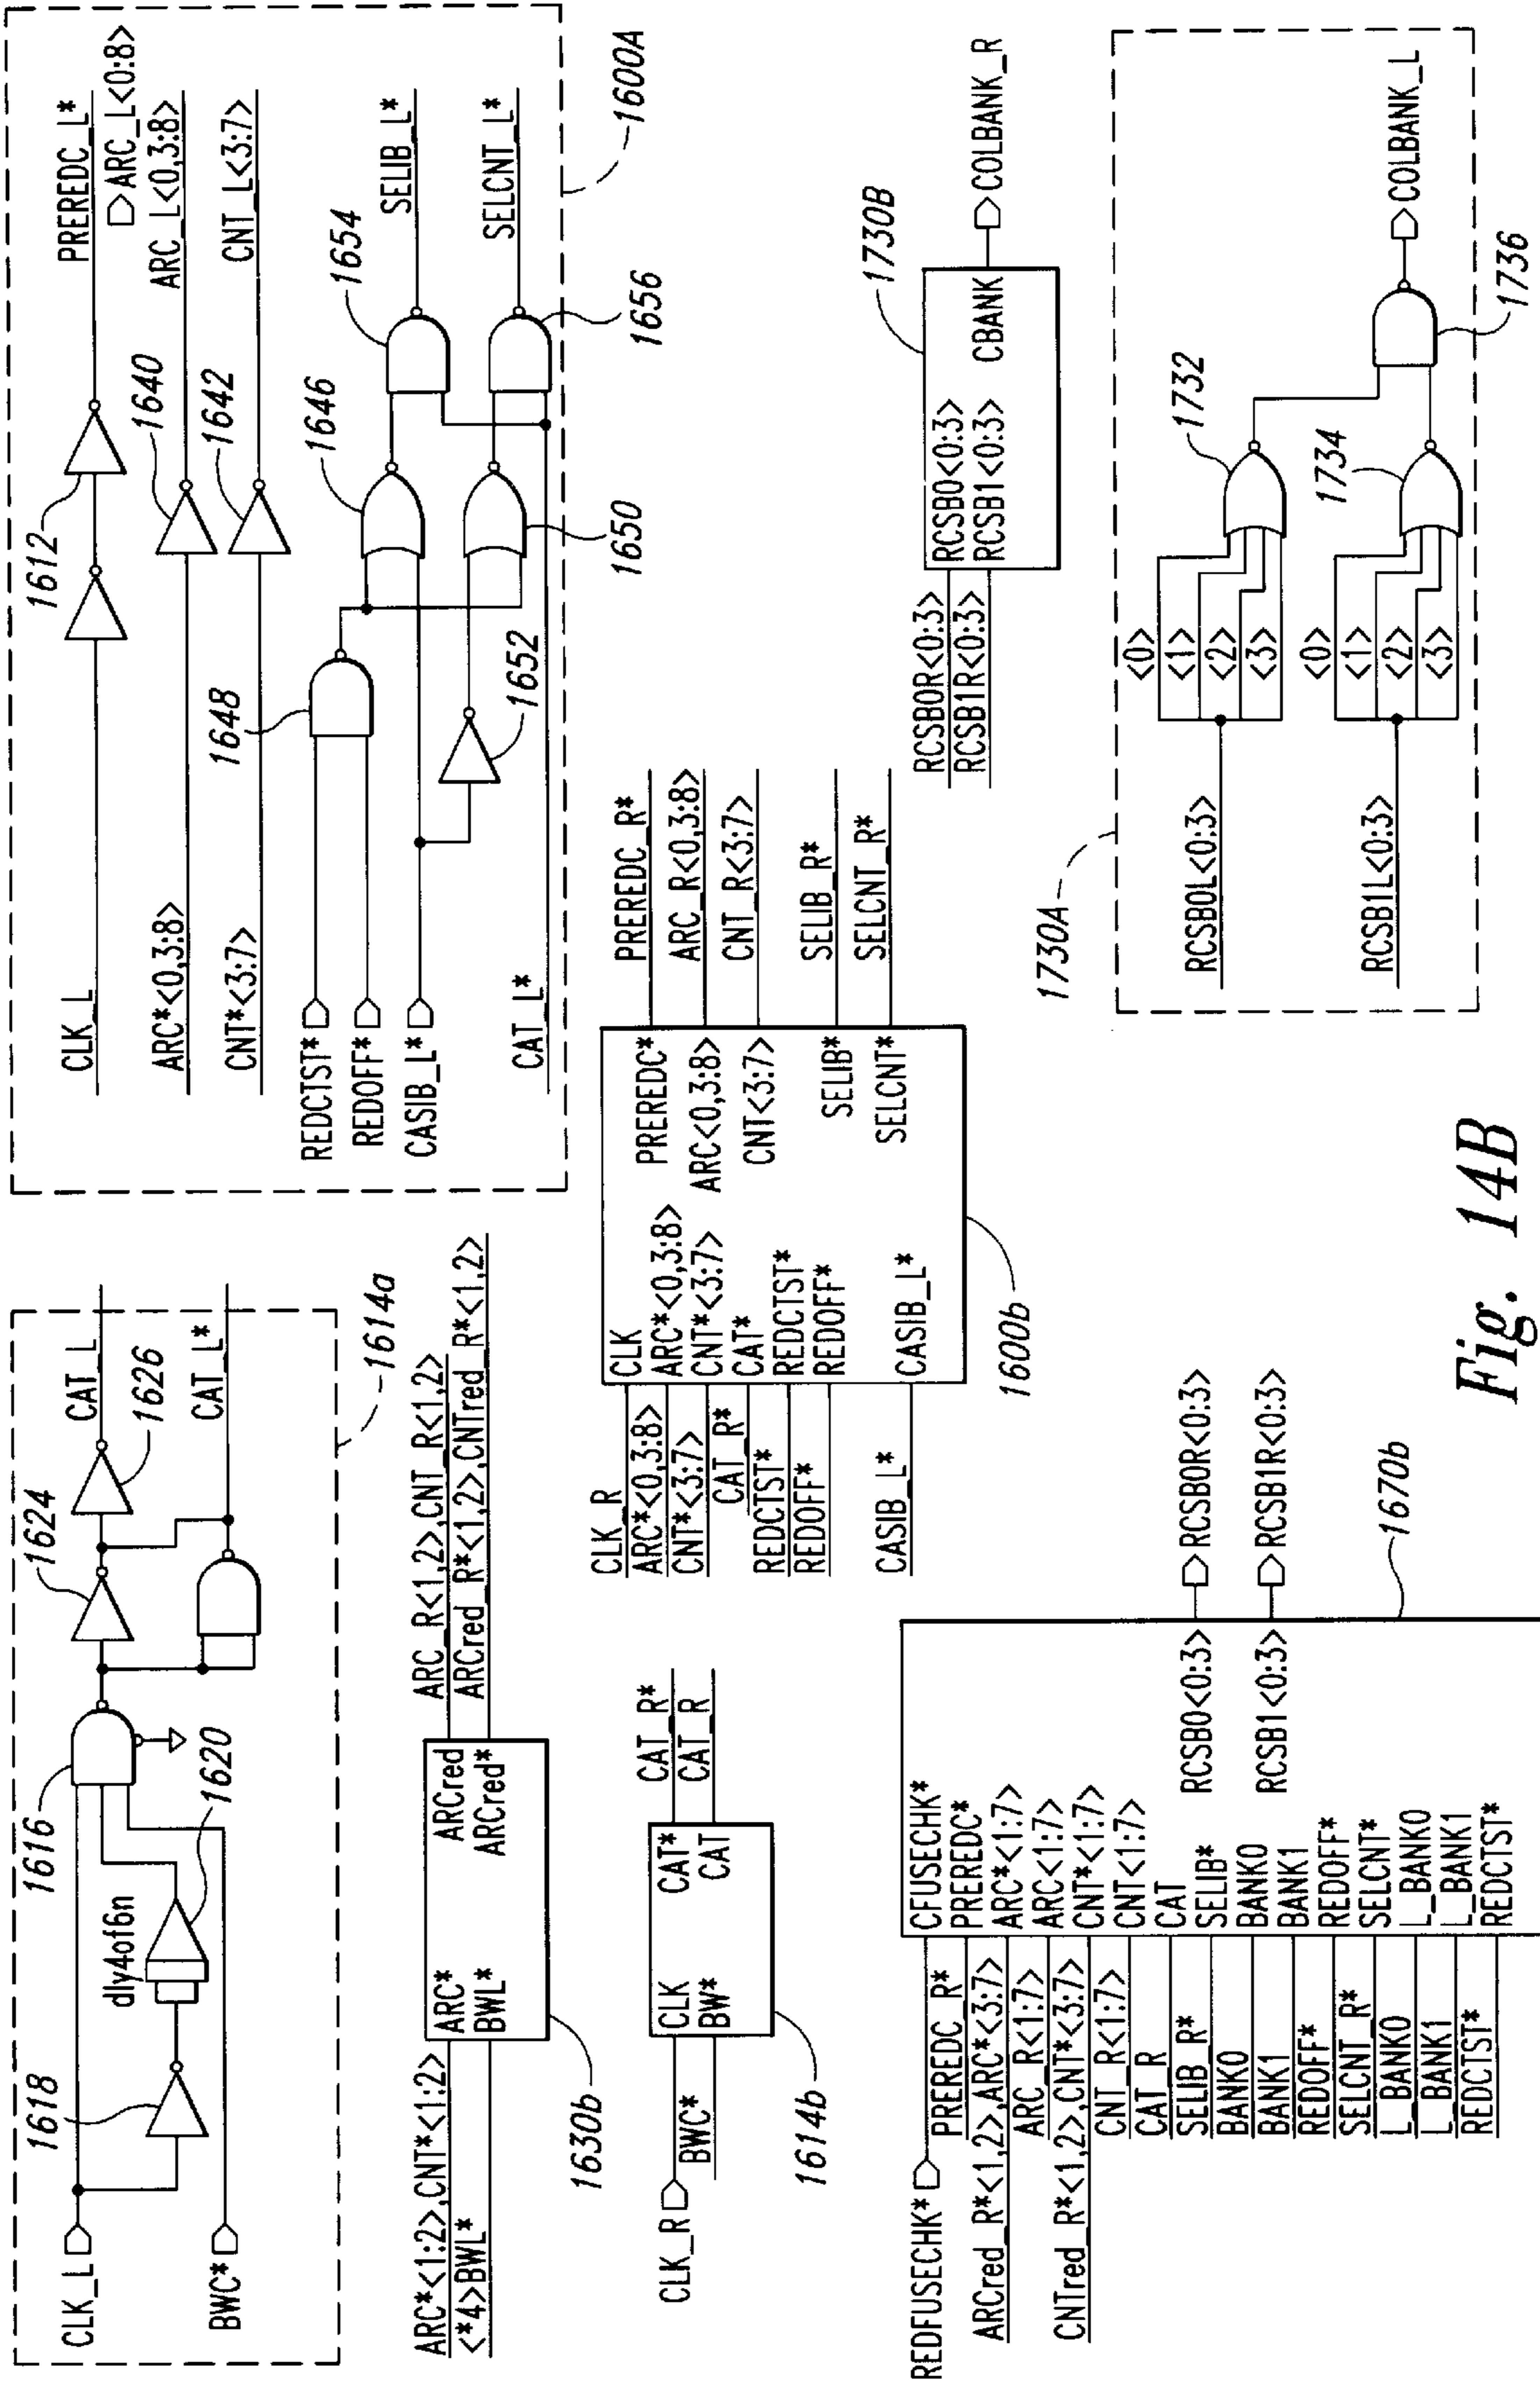 CLK_L
BWC*
1618
dly4of6n
1620
1616
1624
1626
CAT_L
CAT_L*
1614a
CLK_L
ARC*<0,3:8>
CNT*<3:7>
REDCTST*
REDOFF*
CASIB_L*
CAT_L*
1612
1640
1642
1648
1646
1652
1650
1654
1656
PREREDC_L*
ARC_L<0:8>
ARC_L<0,3:8>
CNT_L<3:7>
SELIB_L*
SELCNT_L*
1600A
ARC*<1:2>,CNT*<1:2>
<*4>BWL*
ARC*
BWL*
ARCred
ARCred*
ARC_R<1,2>,CNT_R<1,2>
ARCred_R*<1,2>,CNTred_R*<1,2>
1630b
CLK_R
BWC*
CLK
BW*
CAT*
CAT
CAT_R*
CAT_R
1614b
CLK_R
ARC*<0,3:8>
CNT*<3:7>
CAT_R*
REDCTST*
REDOFF*
CASIB_L*
CLK
ARC*<0,3:8>
CNT*<3:7>
CAT*
REDCTST*
REDOFF*
CASIB_L*
PREREDC*
ARC<0,3:8>
CNT<3:7>
SELIB*
SELCNT*
PREREDC_R*
ARC_R<0,3:8>
CNT_R<3:7>
SELIB_R*
SELCNT_R*
1600b
RCSB0R<0:3>
RCSB1R<0:3>
RCSB0<0:3>
RCSB1<0:3>
CBANK
COLBANK_R
1730B
REDFUSECHK*
PREREDC_R*
ARCred_R*<1,2>,ARC*<3:7>
ARC_R<1:7>
CNTred_R*<1,2>,CNT*<3:7>
CNT_R<1:7>
CAT_R
SELIB_R*
BANK0
BANK1
REDOFF*
SELCNT_R*
L_BANK0
L_BANK1
REDCTST*
CFUSECHK*
PREREDC*
ARC*<1:7>
ARC<1:7>
CNT*<1:7>
CNT<1:7>
CAT
SELIB*
BANK0
BANK1
REDOFF*
SELCNT*
L_BANK0
L_BANK1
REDCTST*
RCSB0<0:3>
RCSB1<0:3>
RCSB0R<0:3>
RCSB1R<0:3>
1670b
1730A
RCSB0L<0:3>
RCSB1L<0:3>
<0>
<1>
<2>
<3>
<0>
<1>
<2>
<3>
1732
1734
1736
COLBANK_L
Fig. 14B